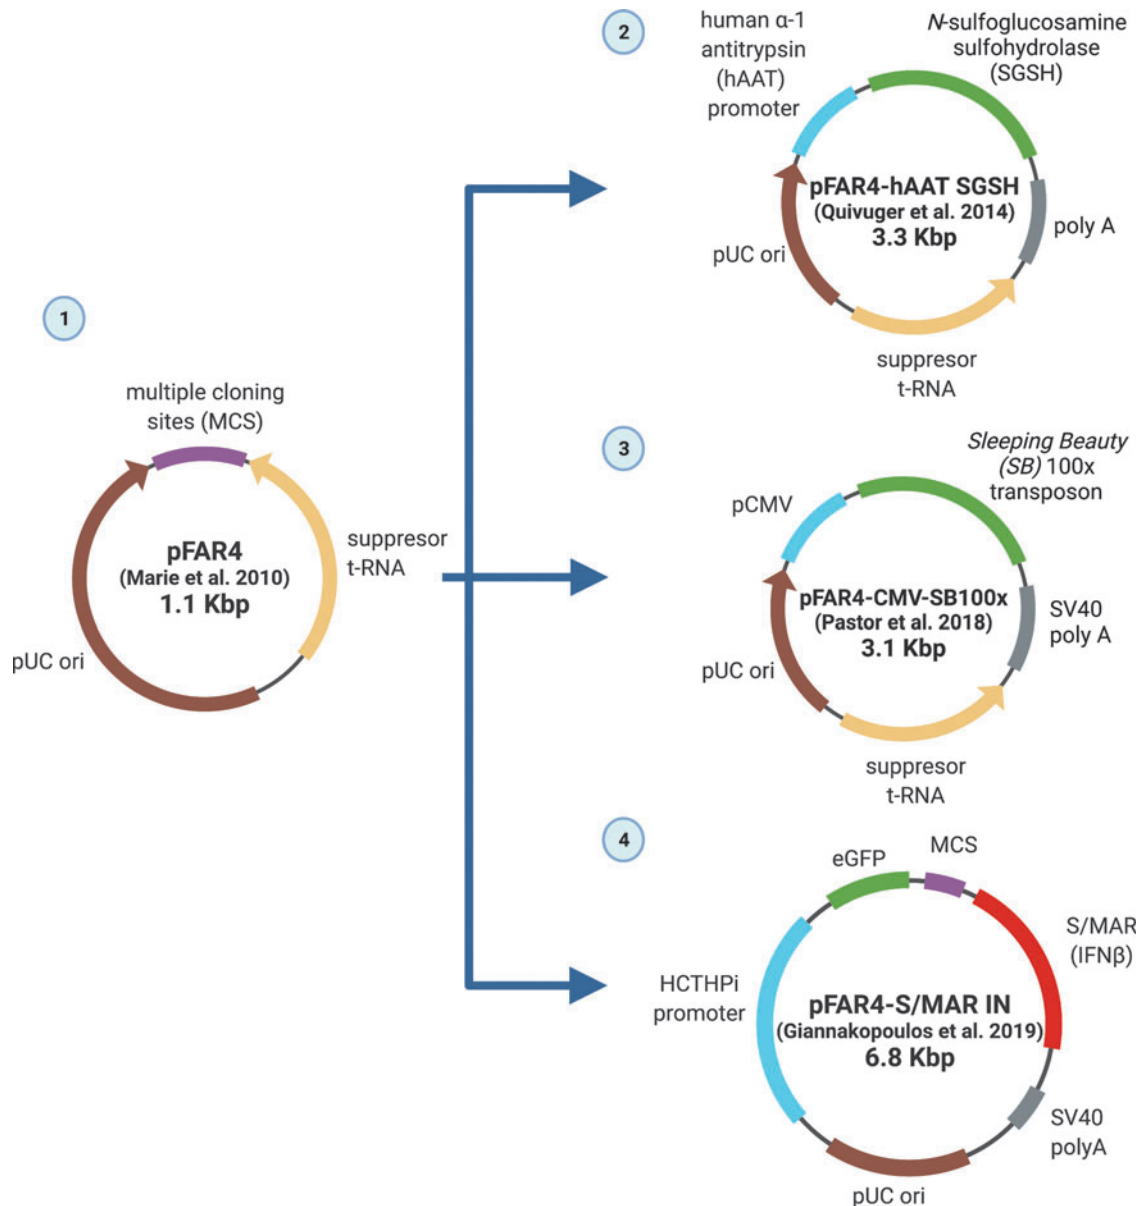 1
multiple cloning
sites (MCS)
pFAR4
(Marie et al. 2010)
1.1 Kbp
suppresor
t-RNA
pUC ori
2
human α-1
antitrypsin
(hAAT)
promoter
N-sulfoglucosamine
sulfohydrolase
(SGSH)
pFAR4-hAAT SGSH
(Quivuger et al. 2014)
3.3 Kbp
poly A
pUC ori
suppresor
t-RNA
3
Sleeping Beauty
(SB) 100x
transposon
pCMV
pFAR4-CMV-SB100x
(Pastor et al. 2018)
3.1 Kbp
SV40
poly A
pUC ori
suppresor
t-RNA
4
eGFP
MCS
S/MAR
(IFNβ)
HCTHPi
promoter
pFAR4-S/MAR IN
(Giannakopoulos et al. 2019)
6.8 Kbp
SV40
polyA
pUC ori